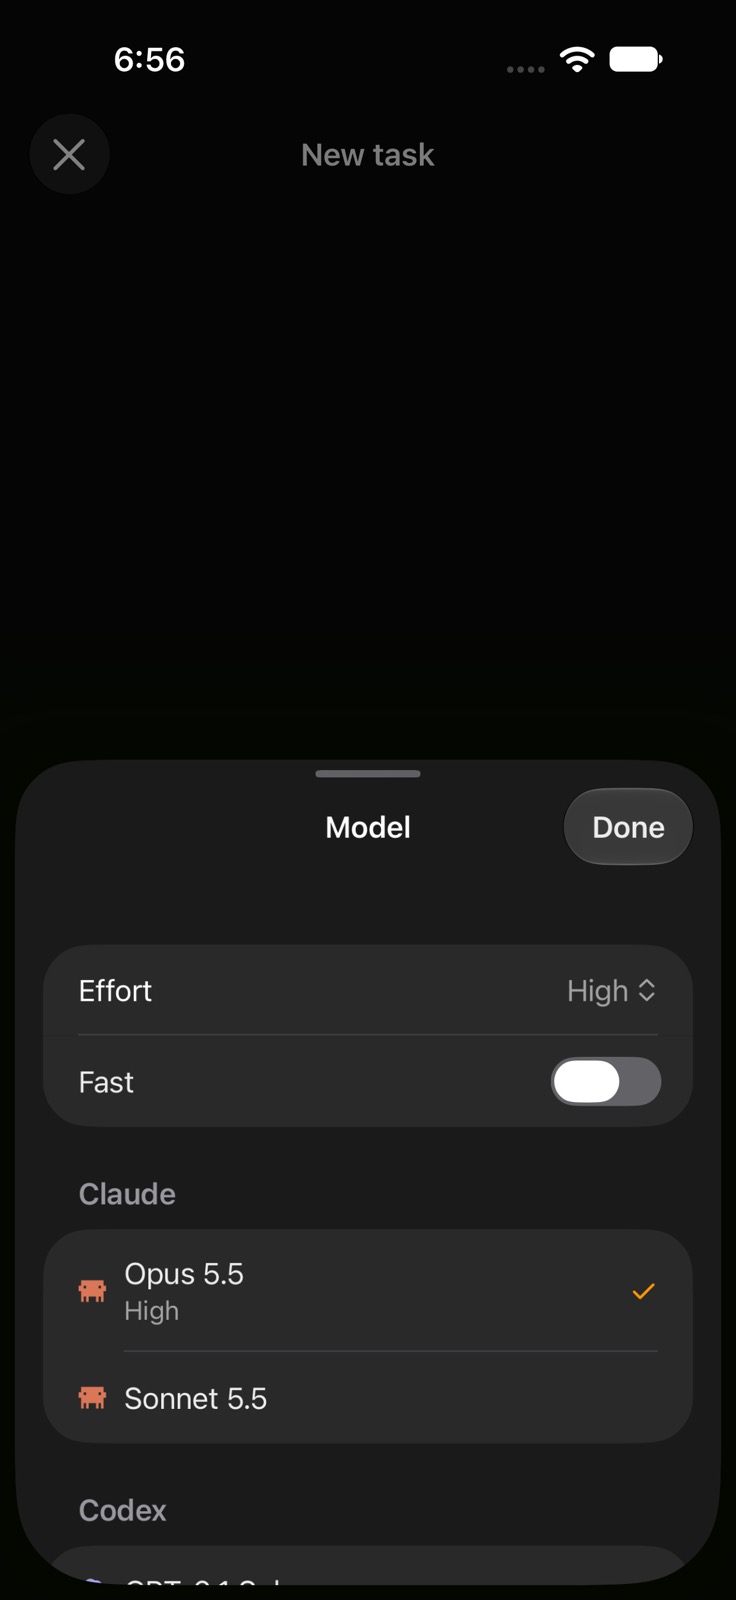 6:56
New task
Model
Done
Effort
High
Fast
Claude
Opus 5.5
High
Sonnet 5.5
Codex